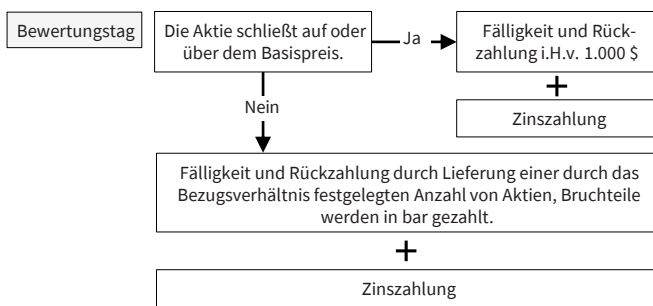 Bewertungstag
Die Aktie schließt auf oder
über dem Basispreis.
Ja
Fälligkeit und Rück-
zahlung i.H.v. 1.000 $
+
Zinszahlung
Nein
Fälligkeit und Rückzahlung durch Lieferung einer durch das
Bezugsverhältnis festgelegten Anzahl von Aktien, Bruchteile
werden in bar gezahlt.
+
Zinszahlung